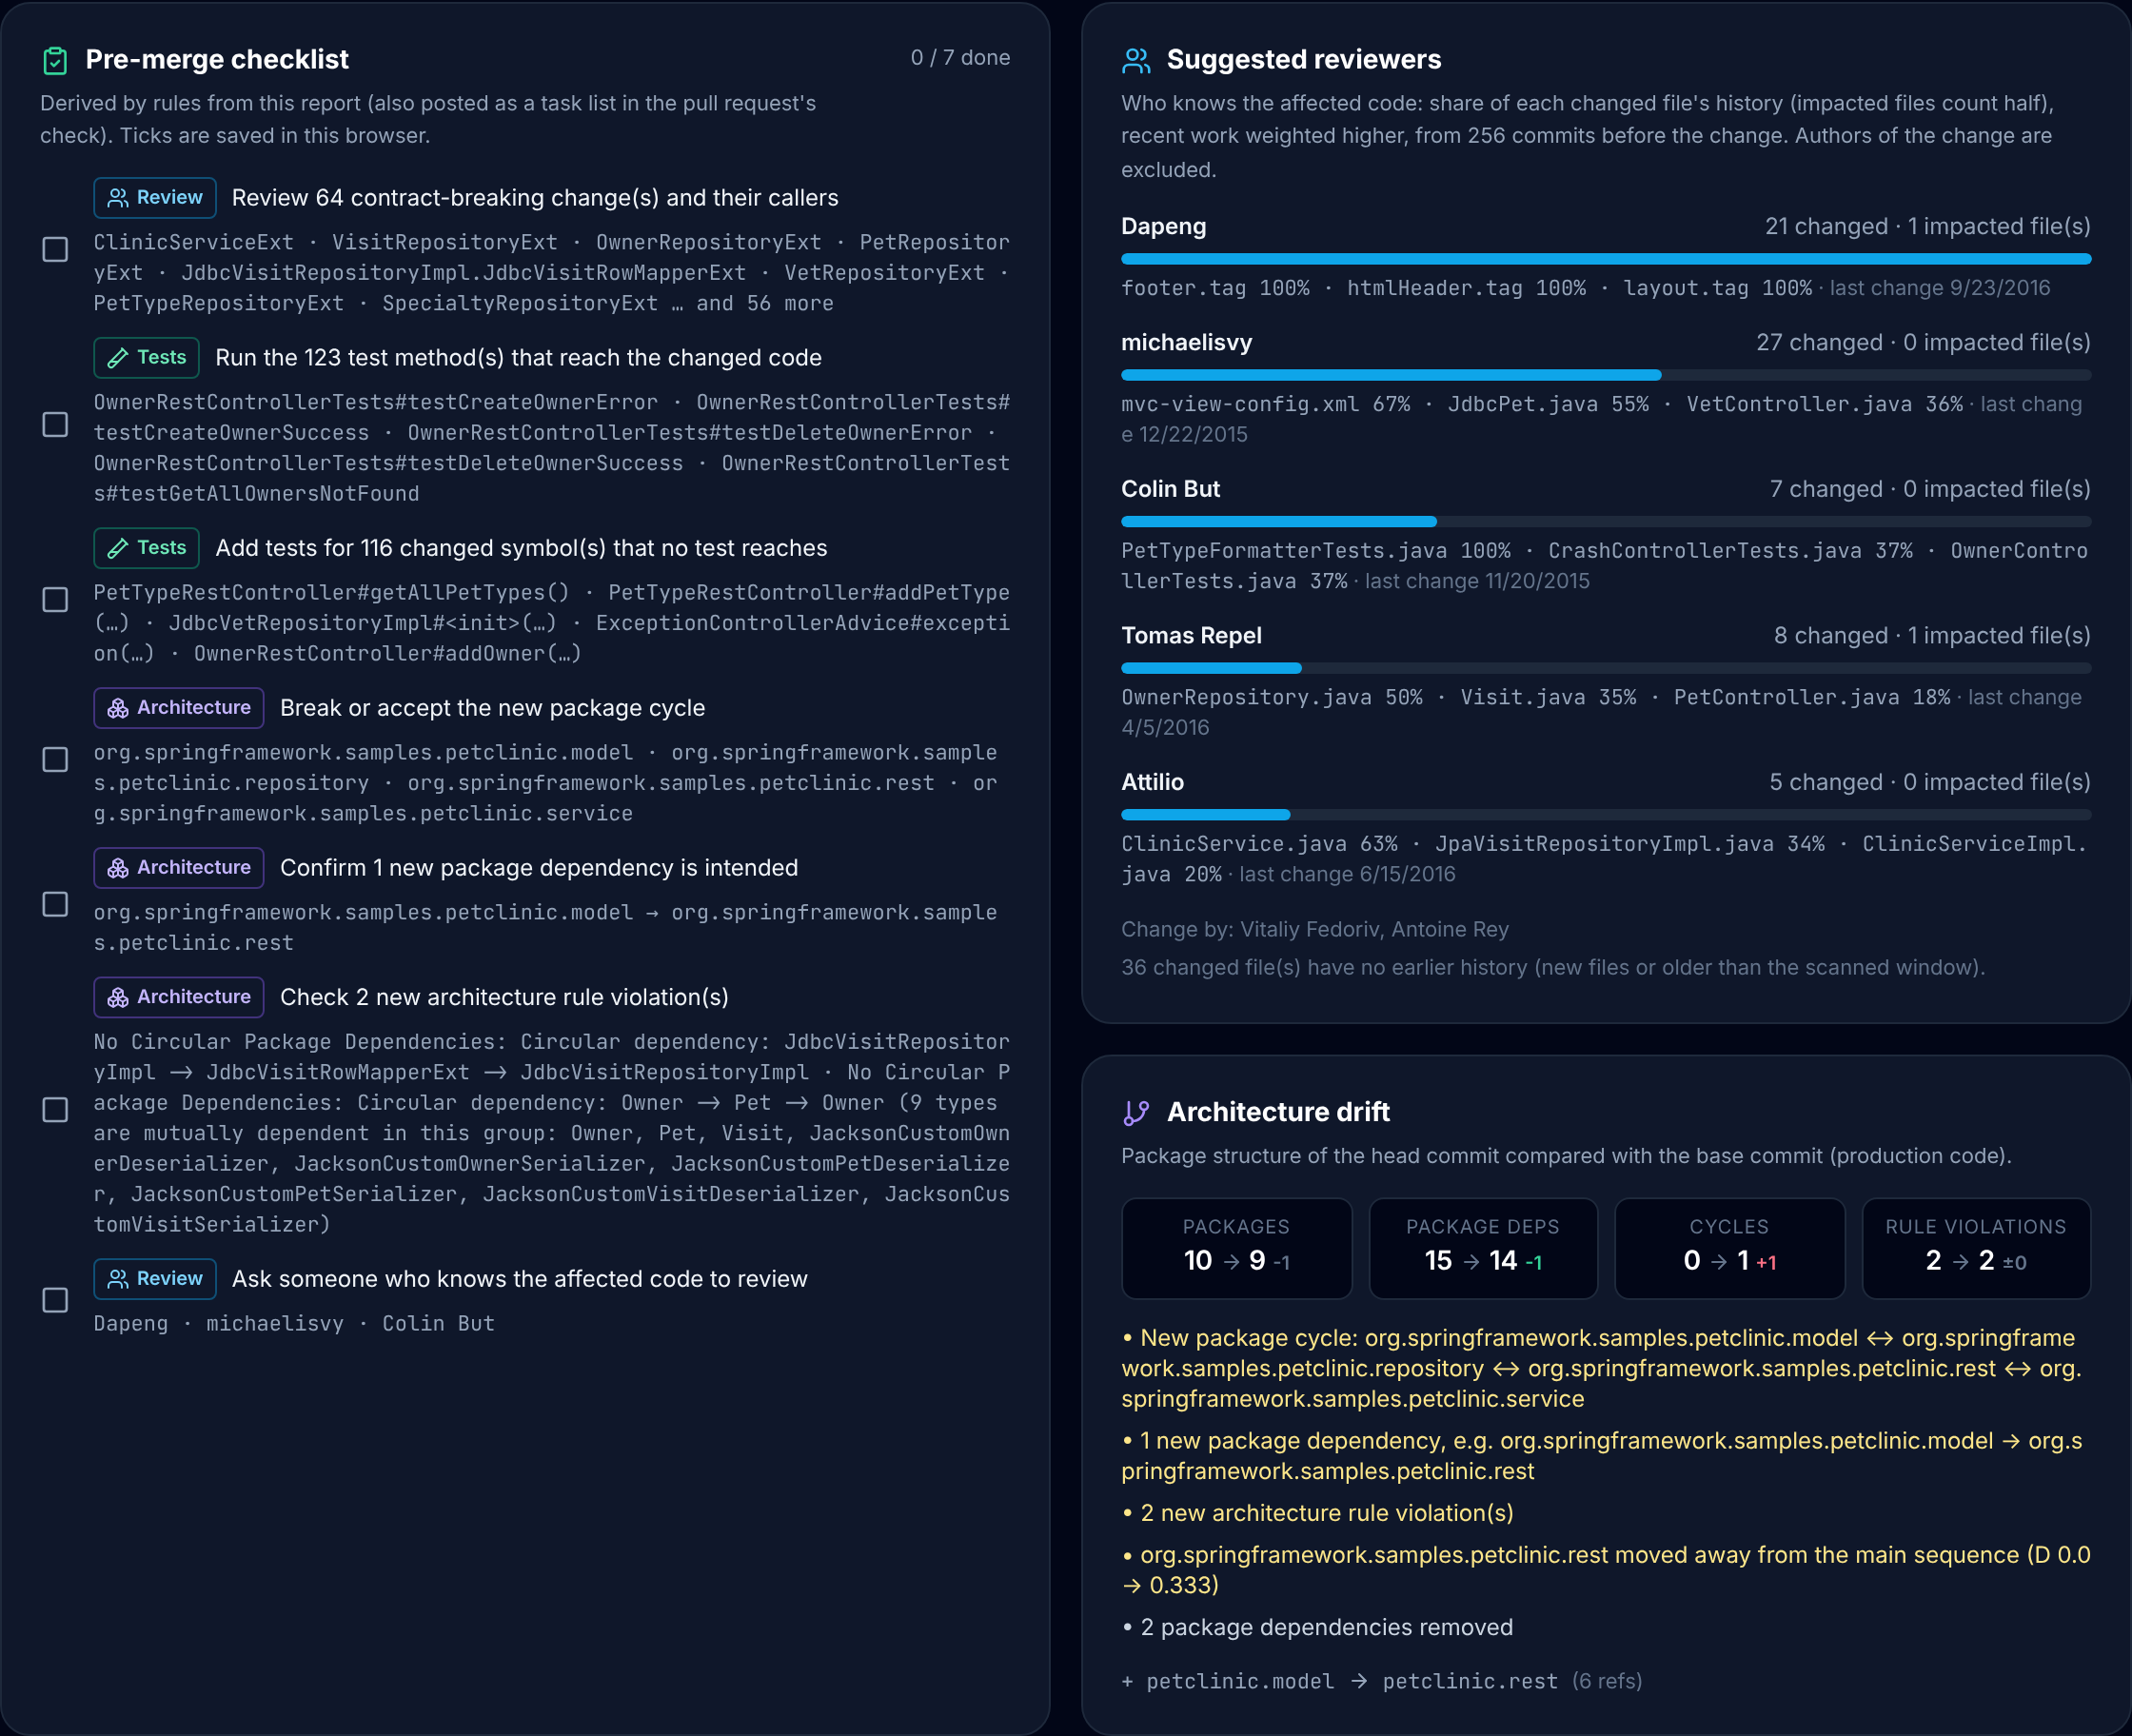 Pre-merge checklist
0 / 7 done
Derived by rules from this report (also posted as a task list in the pull request's
check). Ticks are saved in this browser.
Review Review 64 contract-breaking change(s) and their callers
ClinicServiceExt · VisitRepositoryExt · OwnerRepositoryExt · PetRepositor
yExt · JdbcVisitRepositoryImpl.JdbcVisitRowMapperExt · VetRepositoryExt ·
PetTypeRepositoryExt · SpecialtyRepositoryExt … and 56 more
Tests Run the 123 test method(s) that reach the changed code
OwnerRestControllerTests#testCreateOwnerError · OwnerRestControllerTests#
testCreateOwnerSuccess · OwnerRestControllerTests#testDeleteOwnerError ·
OwnerRestControllerTests#testDeleteOwnerSuccess · OwnerRestControllerTest
s#testGetAllOwnersNotFound
Tests Add tests for 116 changed symbol(s) that no test reaches
PetTypeRestController#getAllPetTypes() · PetTypeRestController#addPetType
(…) · JdbcVetRepositoryImpl#<init>(…) · ExceptionControllerAdvice#excepti
on(…) · OwnerRestController#addOwner(…)
Architecture Break or accept the new package cycle
org.springframework.samples.petclinic.model · org.springframework.sample
s.petclinic.repository · org.springframework.samples.petclinic.rest · or
g.springframework.samples.petclinic.service
Architecture Confirm 1 new package dependency is intended
org.springframework.samples.petclinic.model → org.springframework.sample
s.petclinic.rest
Architecture Check 2 new architecture rule violation(s)
No Circular Package Dependencies: Circular dependency: JdbcVisitRepositor
yImpl —> JdbcVisitRowMapperExt —> JdbcVisitRepositoryImpl · No Circular P
ackage Dependencies: Circular dependency: Owner —> Pet —> Owner (9 types
are mutually dependent in this group: Owner, Pet, Visit, JacksonCustomOwn
erDeserializer, JacksonCustomOwnerSerializer, JacksonCustomPetDeserialize
r, JacksonCustomPetSerializer, JacksonCustomVisitDeserializer, JacksonCus
tomVisitSerializer)
Review Ask someone who knows the affected code to review
Dapeng · michaelisvy · Colin But
Suggested reviewers
Who knows the affected code: share of each changed file's history (impacted files count half),
recent work weighted higher, from 256 commits before the change. Authors of the change are
excluded.
Dapeng 21 changed · 1 impacted file(s)
footer.tag 100% · htmlHeader.tag 100% · layout.tag 100% · last change 9/23/2016
michaelisvy 27 changed · 0 impacted file(s)
mvc-view-config.xml 67% · JdbcPet.java 55% · VetController.java 36% · last chang
e 12/22/2015
Colin But 7 changed · 0 impacted file(s)
PetTypeFormatterTests.java 100% · CrashControllerTests.java 37% · OwnerContro
llerTests.java 37% · last change 11/20/2015
Tomas Repel 8 changed · 1 impacted file(s)
OwnerRepository.java 50% · Visit.java 35% · PetController.java 18% · last change
4/5/2016
Attilio 5 changed · 0 impacted file(s)
ClinicService.java 63% · JpaVisitRepositoryImpl.java 34% · ClinicServiceImpl.
java 20% · last change 6/15/2016
Change by: Vitaliy Fedoriv, Antoine Rey
36 changed file(s) have no earlier history (new files or older than the scanned window).
Architecture drift
Package structure of the head commit compared with the base commit (production code).
PACKAGES
10 → 9 -1
PACKAGE DEPS
15 → 14 -1
CYCLES
0 → 1 +1
RULE VIOLATIONS
2 → 2 ±0
• New package cycle: org.springframework.samples.petclinic.model ↔ org.springframe
work.samples.petclinic.repository ↔ org.springframework.samples.petclinic.rest ↔ org.
springframework.samples.petclinic.service
• 1 new package dependency, e.g. org.springframework.samples.petclinic.model → org.s
pringframework.samples.petclinic.rest
• 2 new architecture rule violation(s)
• org.springframework.samples.petclinic.rest moved away from the main sequence (D 0.0
→ 0.333)
• 2 package dependencies removed
+ petclinic.model → petclinic.rest (6 refs)